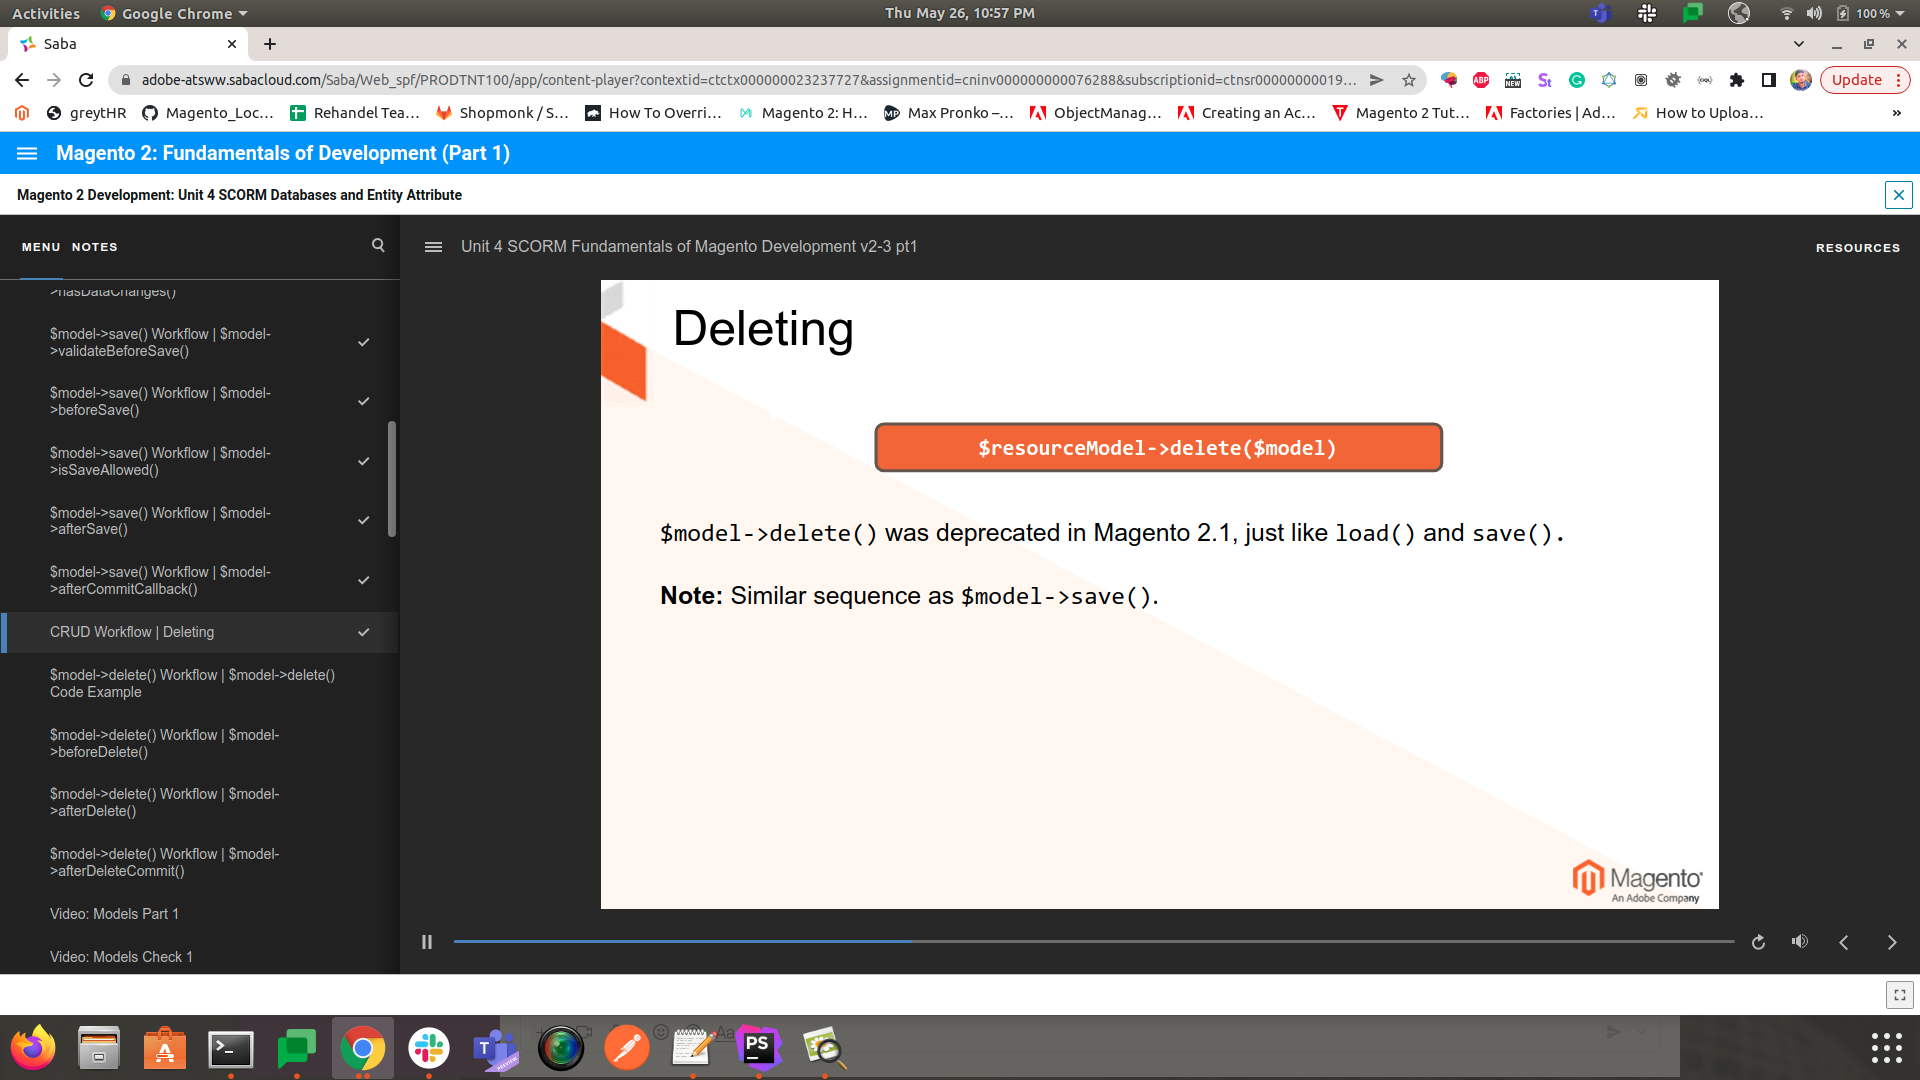 Activities Google Chrome Thu May 26, 10:57 PM 100 %
Saba
adobe-atsww.sabacloud.com/Saba/Web_spf/PRODTNT100/app/content-player?contextid=ctctx000000023237727&assignmentid=cninv000000000076288&subscriptionid=ctnsr00000000019... Update
greyTHR Magento_Loc... Rehandel Tea... Shopmonk / S... How To Overri... Magento 2: H... Max Pronko –... ObjectManag... Creating an Ac... Magento 2 Tut... Factories | Ad... How to Uploa... »
Magento 2: Fundamentals of Development (Part 1)
Magento 2 Development: Unit 4 SCORM Databases and Entity Attribute
MENU NOTES
Unit 4 SCORM Fundamentals of Magento Development v2-3 pt1
RESOURCES
>hasDataChanges()
$model->save() Workflow | $model-
>validateBeforeSave()
$model->save() Workflow | $model-
>beforeSave()
$model->save() Workflow | $model-
>isSaveAllowed()
$model->save() Workflow | $model-
>afterSave()
$model->save() Workflow | $model-
>afterCommitCallback()
CRUD Workflow | Deleting
$model->delete() Workflow | $model->delete()
Code Example
$model->delete() Workflow | $model-
>beforeDelete()
$model->delete() Workflow | $model-
>afterDelete()
$model->delete() Workflow | $model-
>afterDeleteCommit()
Video: Models Part 1
Video: Models Check 1
Deleting
$resourceModel->delete($model)
$model->delete() was deprecated in Magento 2.1, just like load() and save().
Note: Similar sequence as $model->save().
Magento
An Adobe Company